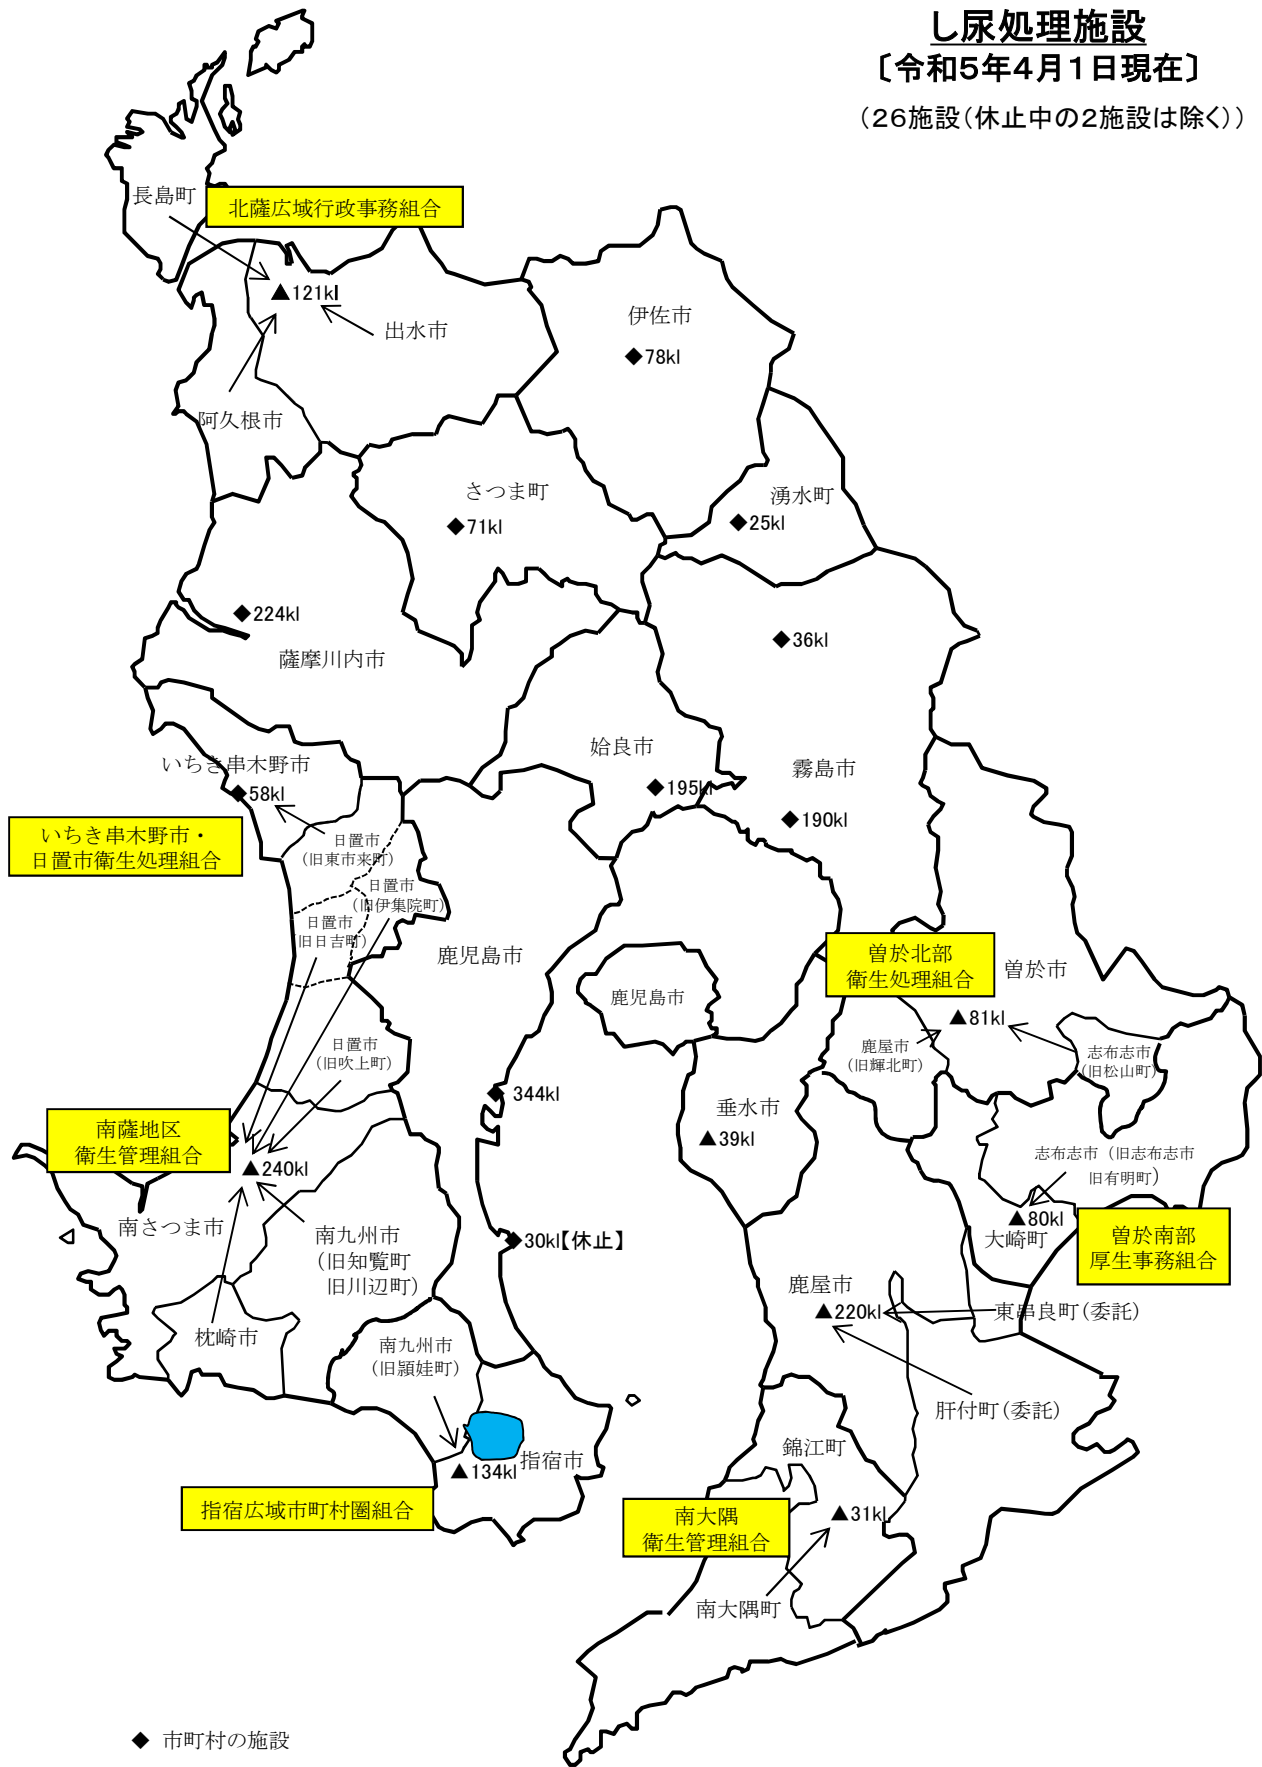 し尿処理施設
〔令和5年4月1日現在〕
(26施設(休止中の2施設は除く))
長島町
北薩広域行政事務組合
▲121kl
出水市
阿久根市
伊佐市
◆78kl
さつま町
◆71kl
湧水町
◆25kl
◆224kl
薩摩川内市
◆36kl
姶良市
◆195kl
霧島市
◆190kl
いちき串木野市
◆58kl
いちき串木野市・
日置市衛生処理組合
日置市
(旧東市来町)
日置市
(旧伊集院町)
日置市
(旧日吉町)
鹿児島市
鹿児島市
曽於北部
衛生処理組合
曽於市
▲81kl
鹿屋市
(旧輝北町)
志布志市
(旧松山町)
日置市
(旧吹上町)
◆344kl
垂水市
▲39kl
南薩地区
衛生管理組合
▲240kl
志布志市(旧志布志市
旧有明町)
▲80kl
大崎町
曽於南部
厚生事務組合
南さつま市
南九州市
(旧知覧町
旧川辺町)
◆30kl【休止】
鹿屋市
▲220kl
東串良町(委託)
枕崎市
南九州市
(旧頴娃町)
肝付町(委託)
錦江町
指宿市
▲134kl
指宿広域市町村圏組合
南大隅
衛生管理組合
▲31kl
南大隅町
◆ 市町村の施設